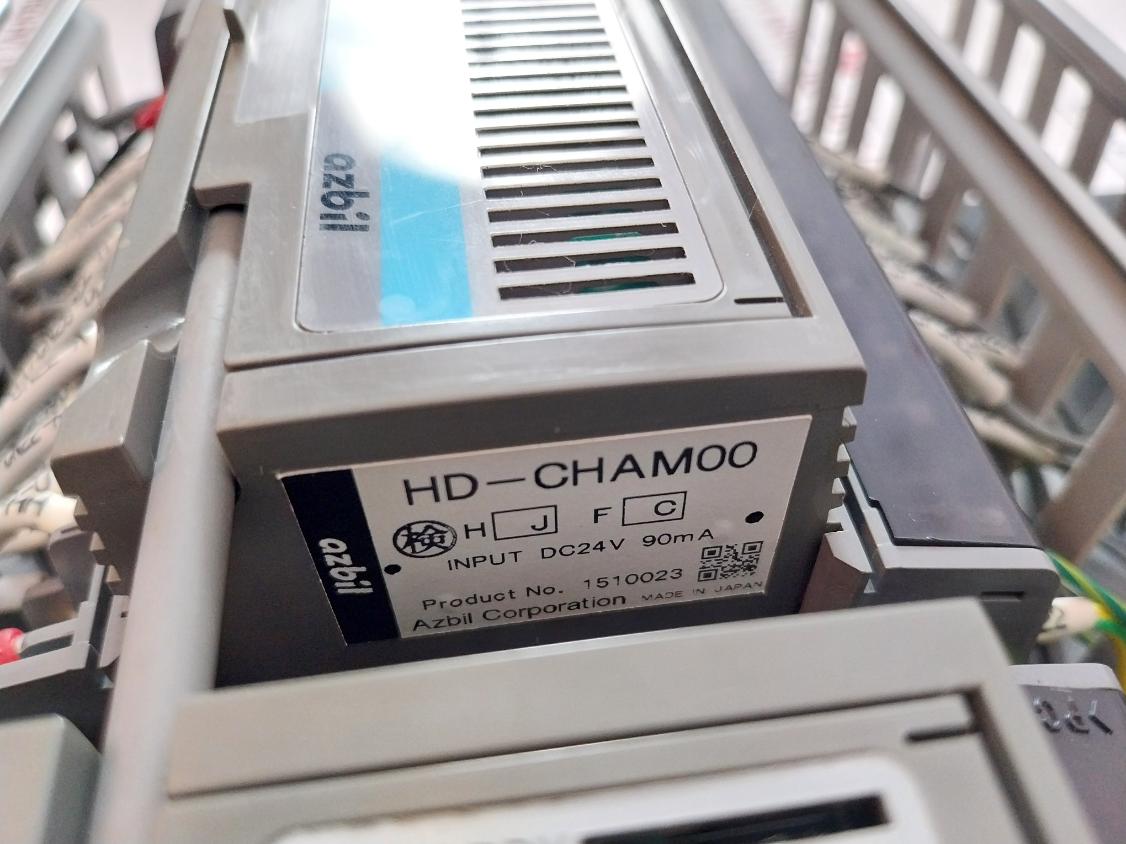 azbil
azbil
HD-CHAM00
検 H J F C
INPUT DC24V 90mA
Product No. 1510023
Azbil Corporation MADE IN JAPAN